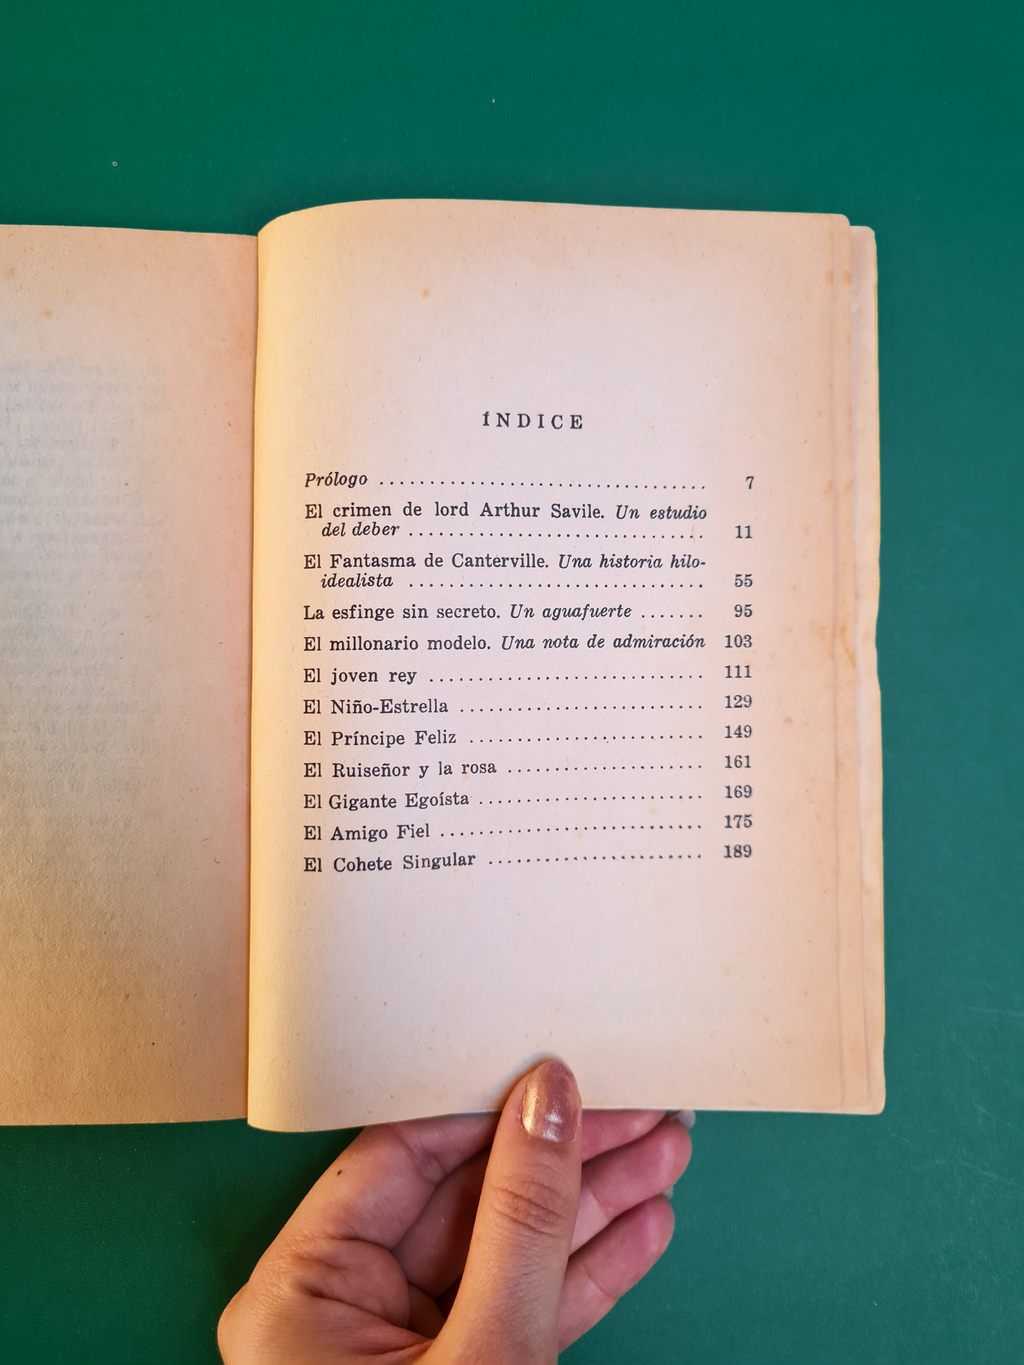 ÍNDICE
Prólogo .................................. 7
El crimen de lord Arthur Savile. Un estudio
del deber ............................... 11
El Fantasma de Canterville. Una historia hilo-
idealista ............................... 55
La esfinge sin secreto. Un aguafuerte ....... 95
El millonario modelo. Una nota de admiración 103
El joven rey ............................. 111
El Niño-Estrella .......................... 129
El Príncipe Feliz ......................... 149
El Ruiseñor y la rosa ..................... 161
El Gigante Egoísta ........................ 169
El Amigo Fiel ............................ 175
El Cohete Singular ....................... 189